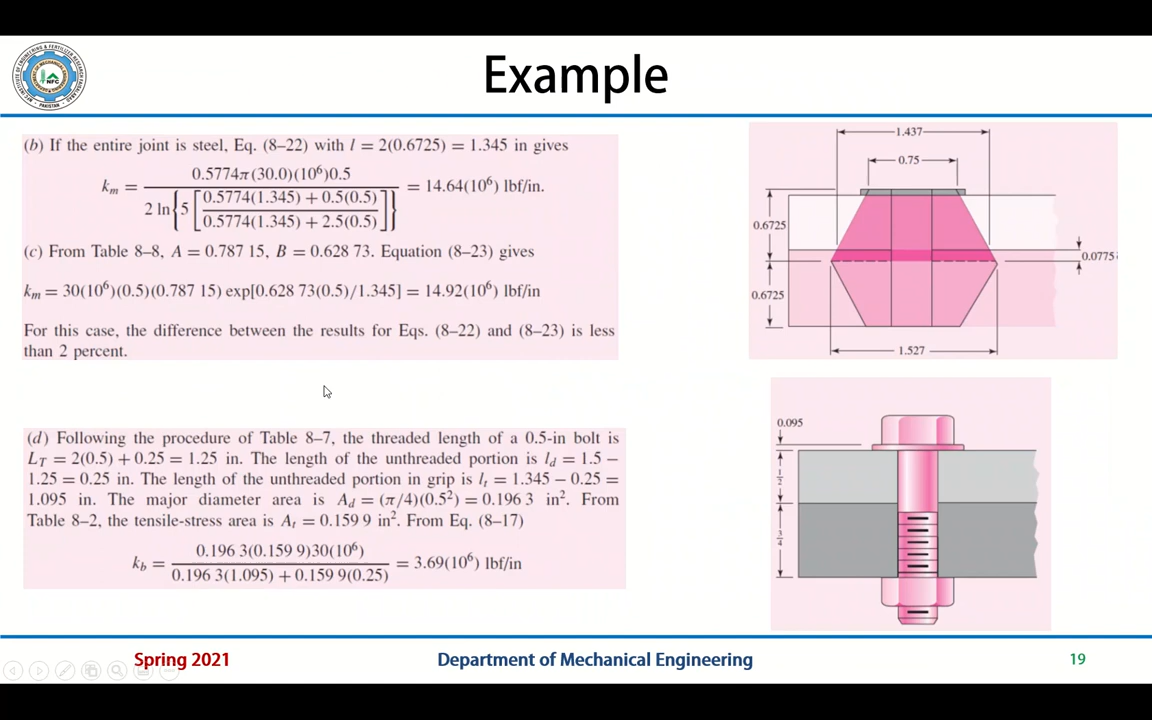 Example
(b) If the entire joint is steel, Eq. (8–22) with l = 2(0.6725) = 1.345 in gives
k_m = 0.5774π(30.0)(10⁶)0.5 / 2 ln{5[0.5774(1.345) + 0.5(0.5) / 0.5774(1.345) + 2.5(0.5)]} = 14.64(10⁶) lbf/in.
(c) From Table 8–8, A = 0.787 15, B = 0.628 73. Equation (8–23) gives
k_m = 30(10⁶)(0.5)(0.787 15) exp[0.628 73(0.5)/1.345] = 14.92(10⁶) lbf/in
For this case, the difference between the results for Eqs. (8–22) and (8–23) is less
than 2 percent.
(d) Following the procedure of Table 8–7, the threaded length of a 0.5-in bolt is
L_T = 2(0.5) + 0.25 = 1.25 in. The length of the unthreaded portion is l_d = 1.5 –
1.25 = 0.25 in. The length of the unthreaded portion in grip is l_t = 1.345 – 0.25 =
1.095 in. The major diameter area is A_d = (π/4)(0.5²) = 0.196 3 in². From
Table 8–2, the tensile-stress area is A_t = 0.159 9 in². From Eq. (8–17)
k_b = 0.196 3(0.159 9)30(10⁶) / 0.196 3(1.095) + 0.159 9(0.25) = 3.69(10⁶) lbf/in
1.437
0.75
0.6725
0.0775
0.6725
1.527
0.095
1/2
3/4
NFC
Spring 2021
Department of Mechanical Engineering
19